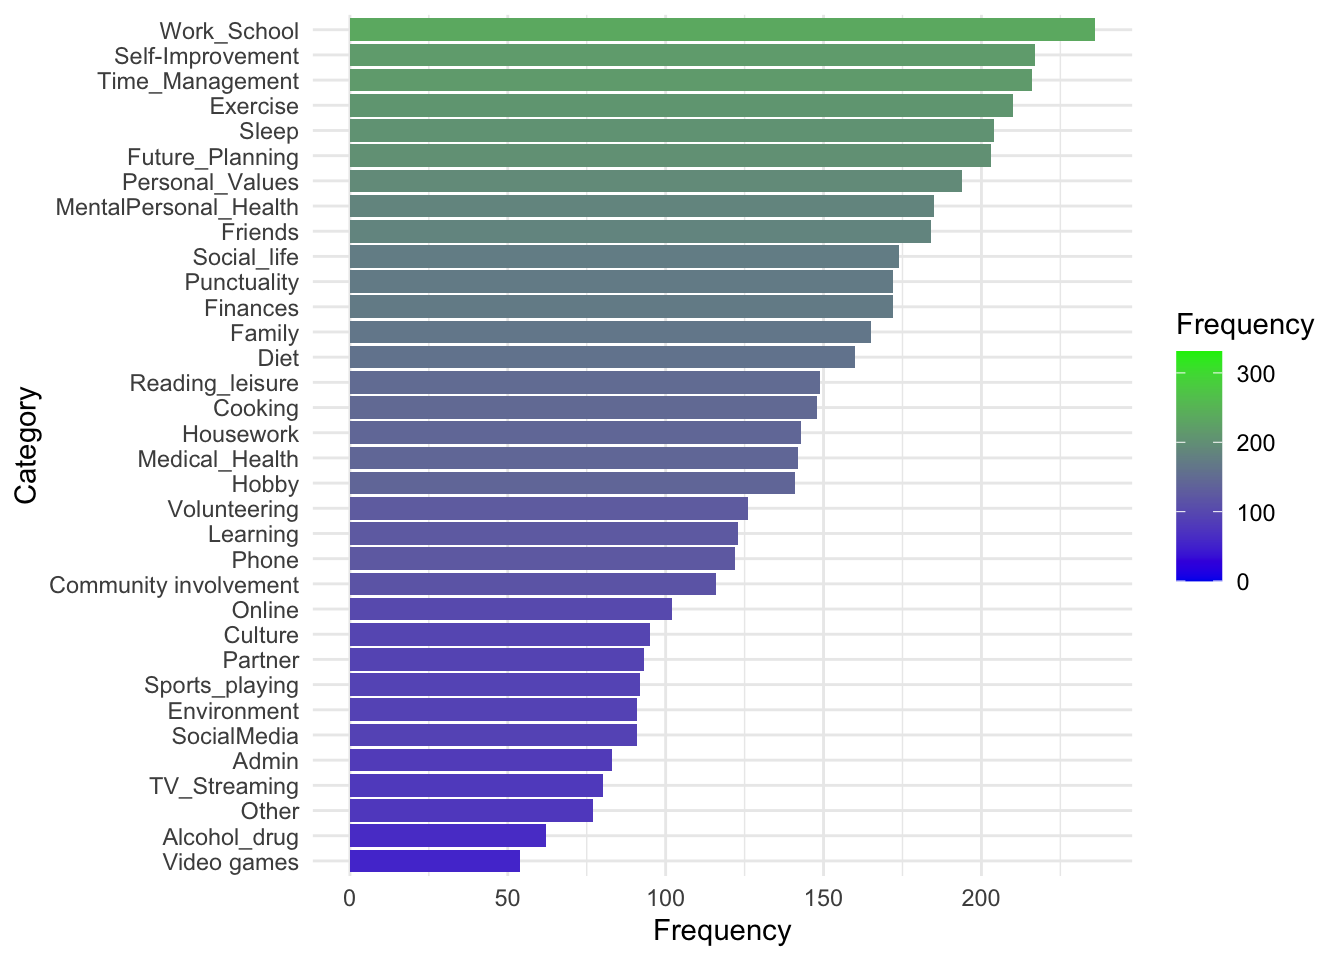 Work_School
Self-Improvement
Time_Management
Exercise
Sleep
Future_Planning
Personal_Values
MentalPersonal_Health
Friends
Social_life
Punctuality
Finances
Family
Diet
Reading_leisure
Cooking
Housework
Medical_Health
Hobby
Volunteering
Learning
Phone
Community involvement
Online
Culture
Partner
Sports_playing
Environment
SocialMedia
Admin
TV_Streaming
Other
Alcohol_drug
Video games
Category
0 50 100 150 200
Frequency
Frequency
300
200
100
0